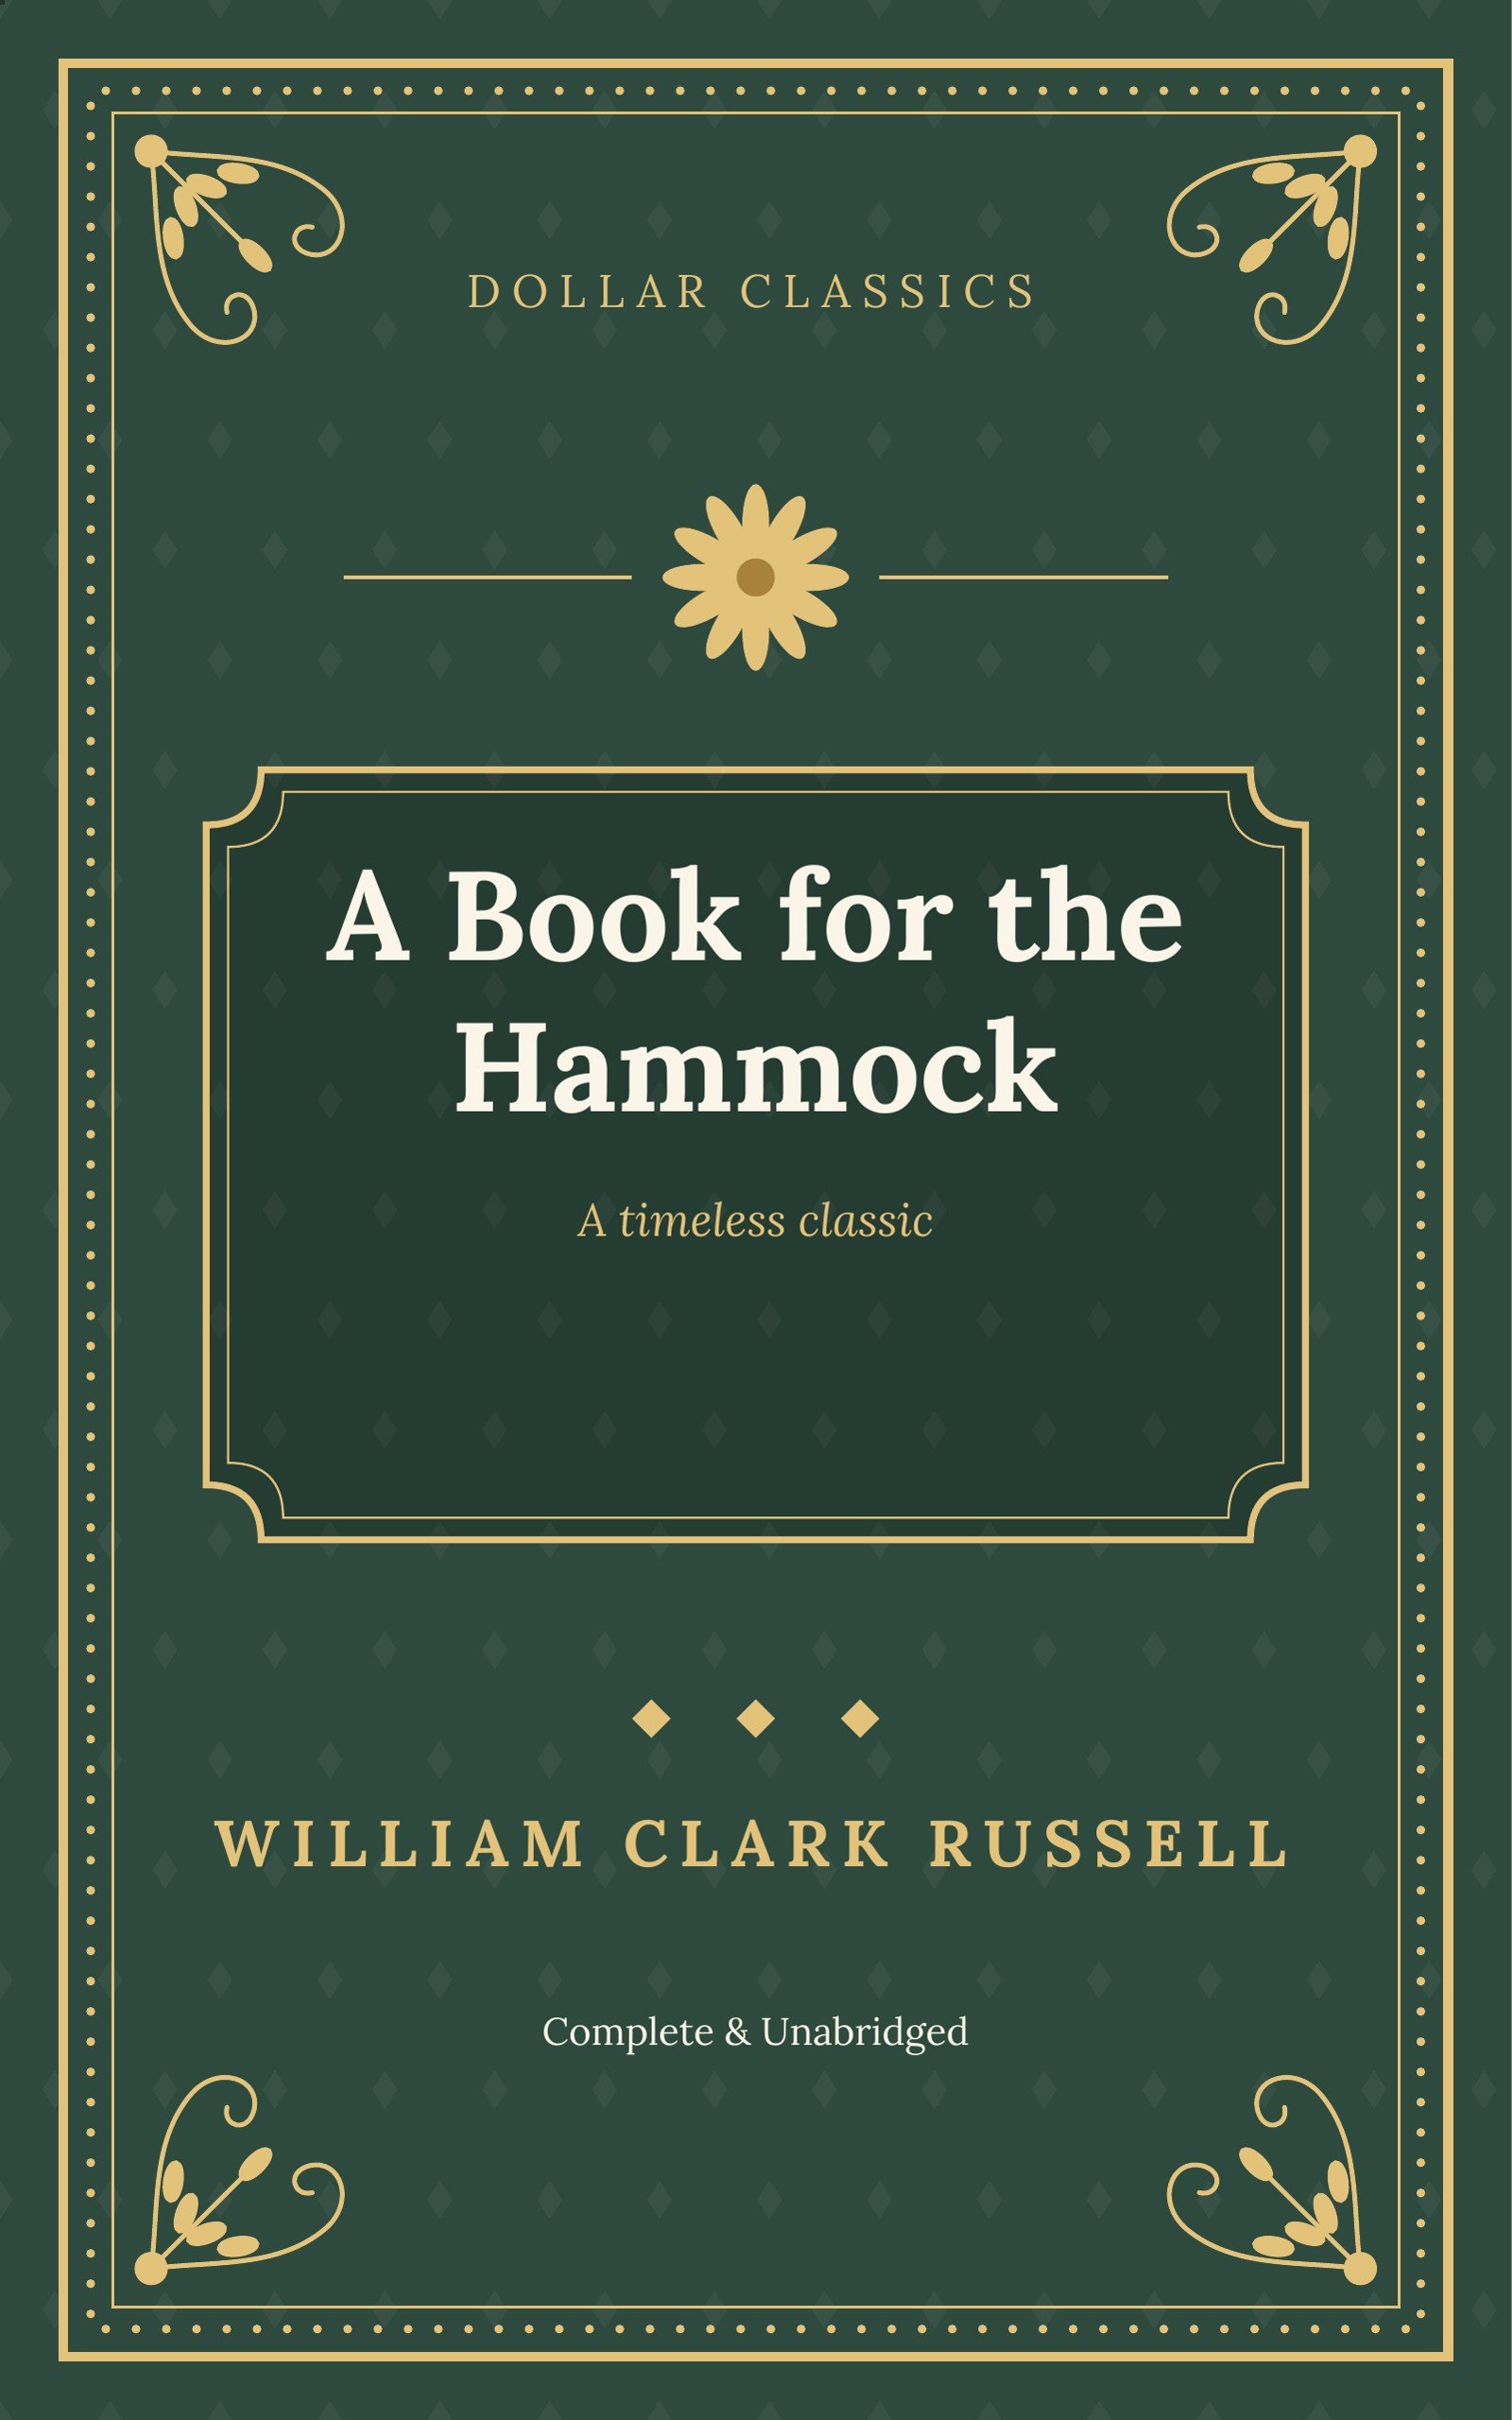 DOLLAR CLASSICS
A Book for the
Hammock
A timeless classic
WILLIAM CLARK RUSSELL
Complete & Unabridged